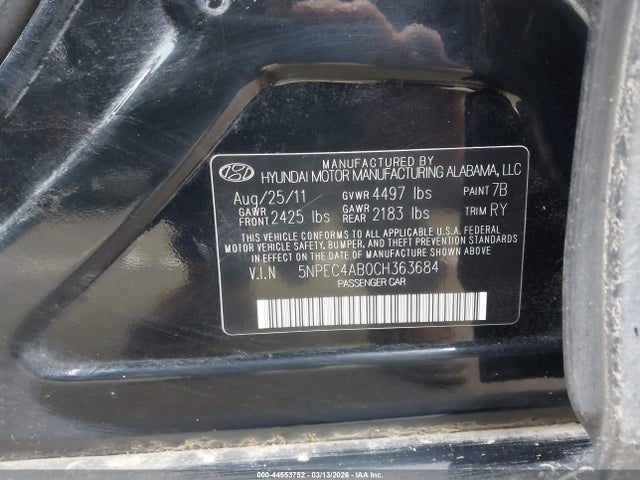 MANUFACTURED BY
HYUNDAI MOTOR MANUFACTURING ALABAMA, LLC
Aug/25/11 GVWR 4497 lbs PAINT 7B
GAWR FRONT 2425 lbs GAWR REAR 2183 lbs TRIM RY
THIS VEHICLE CONFORMS TO ALL APPLICABLE U.S.A FEDERAL
MOTOR VEHICLE SAFETY, BUMPER, AND THEFT PREVENTION STANDARDS
IN EFFECT ON THE DATE OF MANUFACTURE SHOWN ABOVE
V.I.N 5NPEC4AB0CH363684
PASSENGER CAR
000-44553752 03/13/2026 - COPYRIGHT IAA, LLC